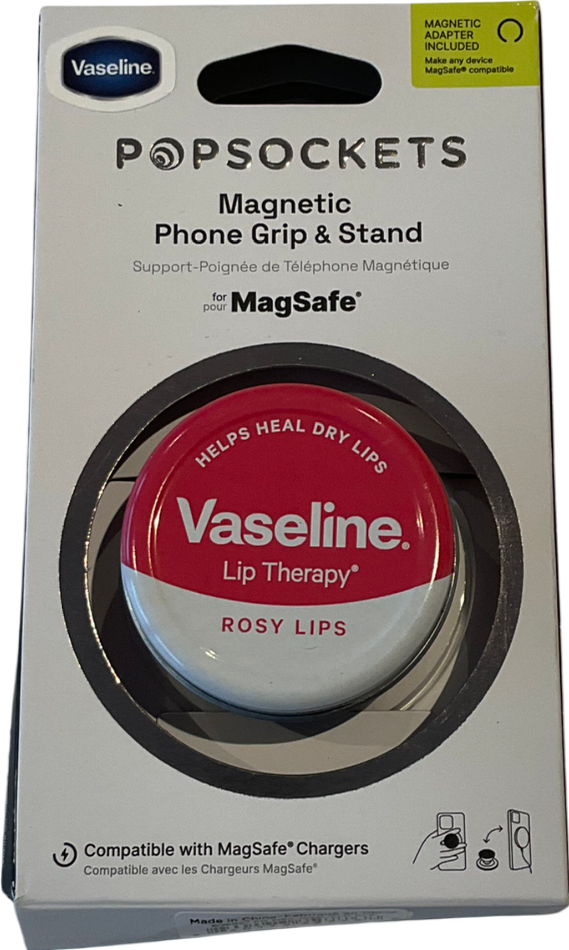 Vaseline.
MAGNETIC
ADAPTER
INCLUDED
Make any device
MagSafe® compatible
POPSOCKETS
Magnetic
Phone Grip & Stand
Support-Poignée de Téléphone Magnétique
for
pour MagSafe®
HELPS HEAL DRY LIPS
Vaseline.
Lip Therapy®
ROSY LIPS
Compatible with MagSafe® Chargers
Compatible avec les Chargeurs MagSafe®
Made in China